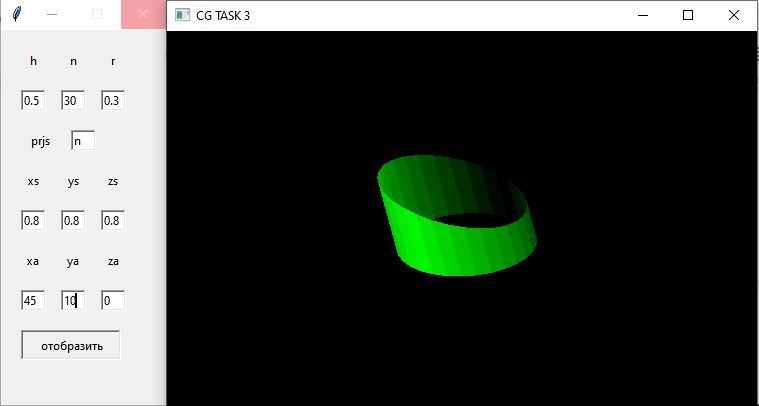 CG TASK 3
h n r
0.5 30 0.3
prjs n
xs ys zs
0.8 0.8 0.8
xa ya za
45 10 0
отобразить